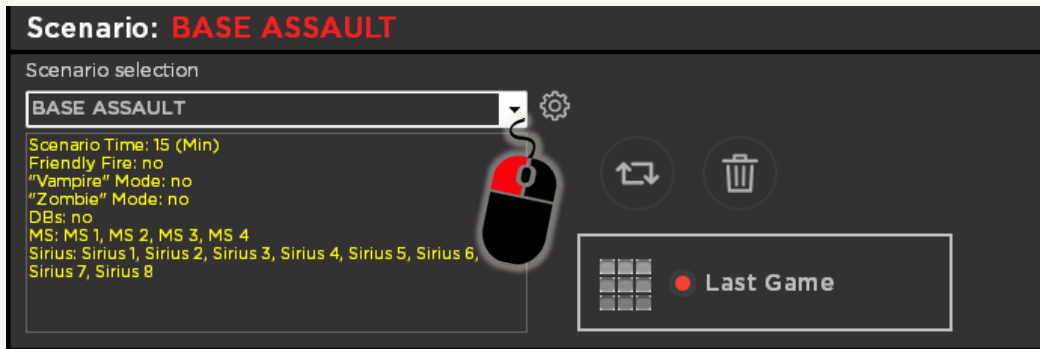 Scenario: BASE ASSAULT
Scenario selection
BASE ASSAULT
Scenario Time: 15 (Min)
Friendly Fire: no
"Vampire" Mode: no
"Zombie" Mode: no
DBs: no
MS: MS 1, MS 2, MS 3, MS 4
Sirius: Sirius 1, Sirius 2, Sirius 3, Sirius 4, Sirius 5, Sirius 6,
Sirius 7, Sirius 8
Last Game